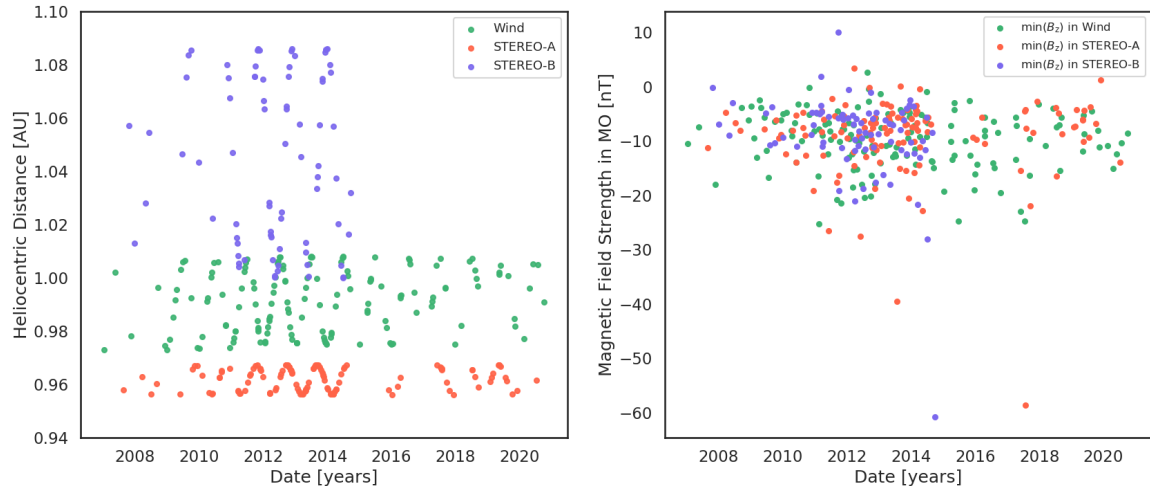 1.10
1.08
1.06
1.04
1.02
1.00
0.98
0.96
0.94
Heliocentric Distance [AU]
2008 2010 2012 2014 2016 2018 2020
Date [years]
Wind
STEREO-A
STEREO-B
10
0
−10
−20
−30
−40
−50
−60
Magnetic Field Strength in MO [nT]
2008 2010 2012 2014 2016 2018 2020
Date [years]
min(Bz) in Wind
min(Bz) in STEREO-A
min(Bz) in STEREO-B